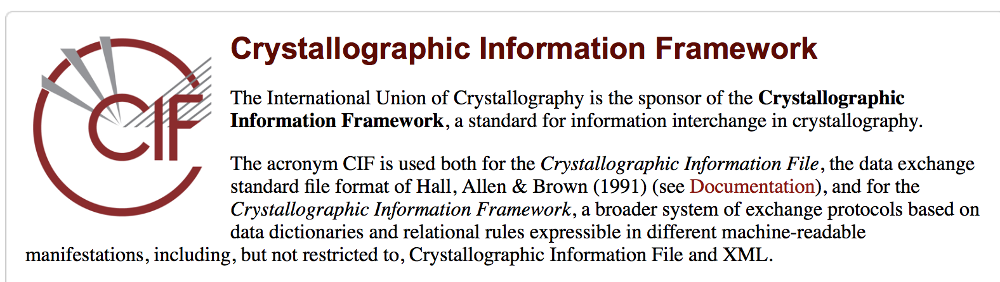 CIF
Crystallographic Information Framework
The International Union of Crystallography is the sponsor of the Crystallographic
Information Framework, a standard for information interchange in crystallography.
The acronym CIF is used both for the Crystallographic Information File, the data exchange
standard file format of Hall, Allen & Brown (1991) (see Documentation), and for the
Crystallographic Information Framework, a broader system of exchange protocols based on
data dictionaries and relational rules expressible in different machine-readable
manifestations, including, but not restricted to, Crystallographic Information File and XML.